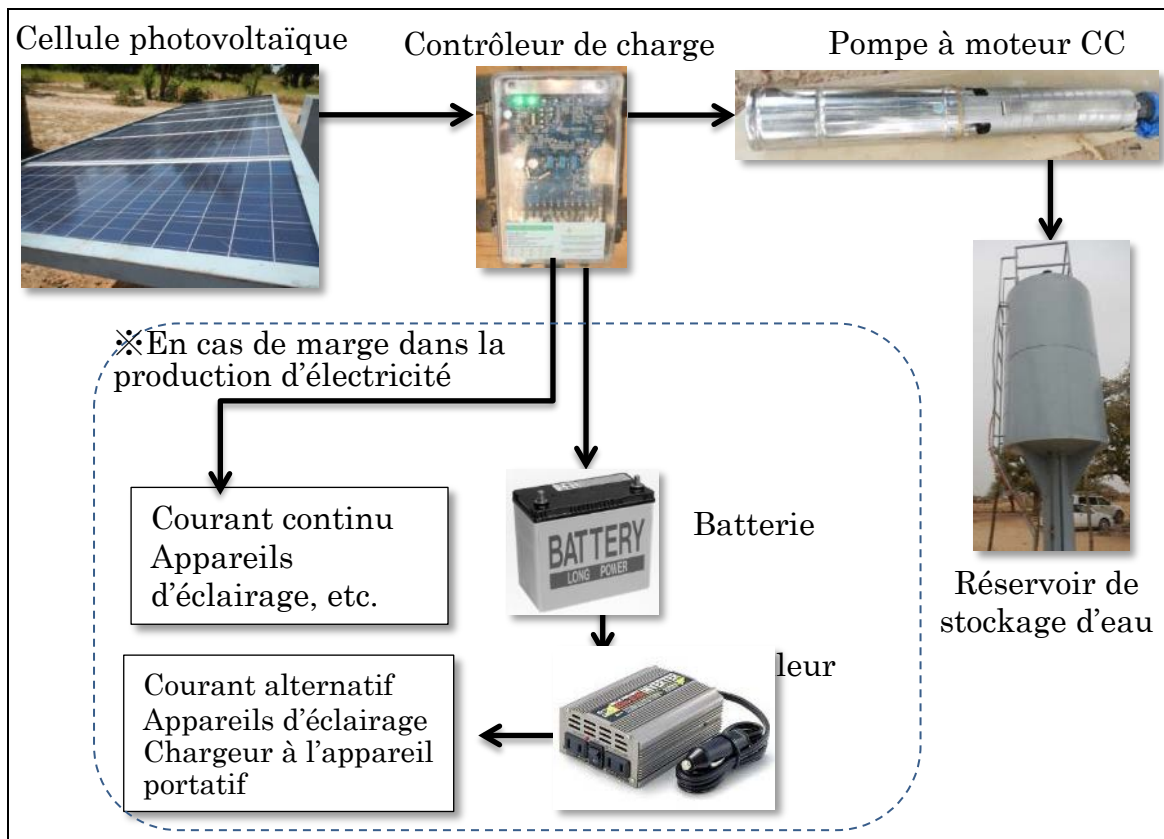 Cellule photovoltaïque
Contrôleur de charge
Pompe à moteur CC
※En cas de marge dans la
production d’électricité
Courant continu
Appareils
d’éclairage, etc.
BATTERY
LONG POWER
Batterie
Réservoir de
stockage d’eau
leur
INVERTER
Courant alternatif
Appareils d’éclairage
Chargeur à l’appareil
portatif